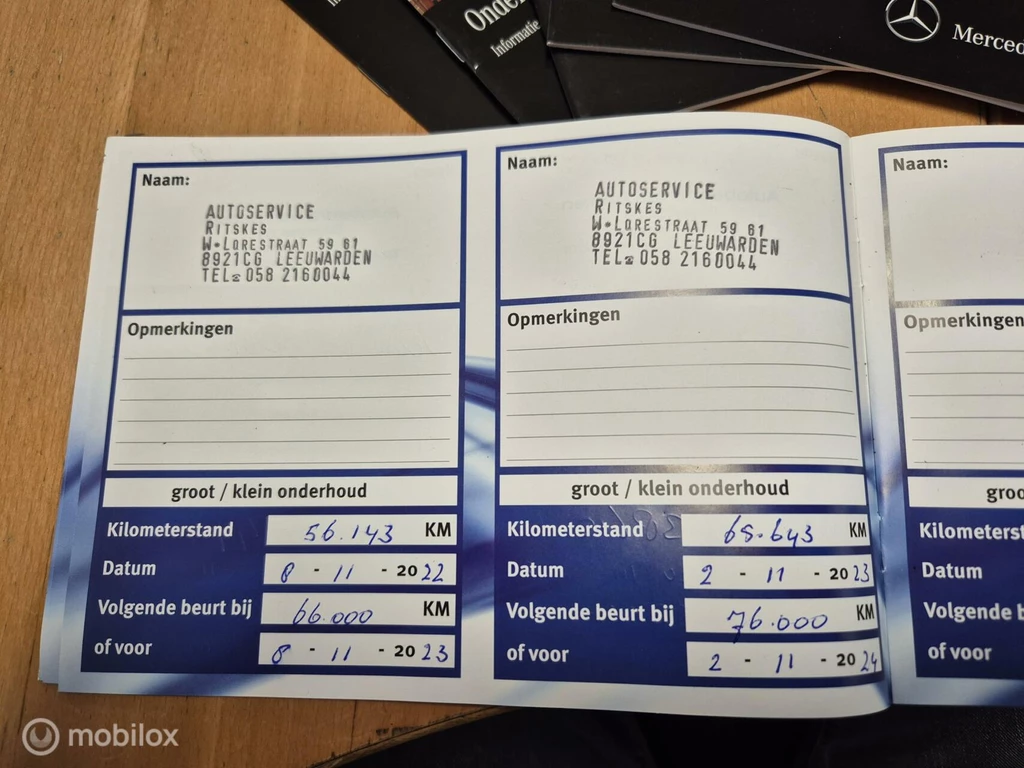 Onder
Informatie
Merced
Naam:
AUTOSERVICE
RITSKES
W.LORESTRAAT 59 61
8921CG LEEUWARDEN
TEL: 058 2160044
Opmerkingen
groot / klein onderhoud
Kilometerstand 56.143 KM
Datum 8 - 11 - 2022
Volgende beurt bij 66.000 KM
of voor 8 - 11 - 2023
Naam:
AUTOSERVICE
RITSKES
W.LORESTRAAT 59 61
8921CG LEEUWARDEN
TEL: 058 2160044
Opmerkingen
groot / klein onderhoud
Kilometerstand 65.643 KM
Datum 2 - 11 - 2023
Volgende beurt bij 76.000 KM
of voor 2 - 11 - 2024
Naam:
Opmerkingen
groo
Kilometerst
Datum
Volgende b
of voor
mobilox